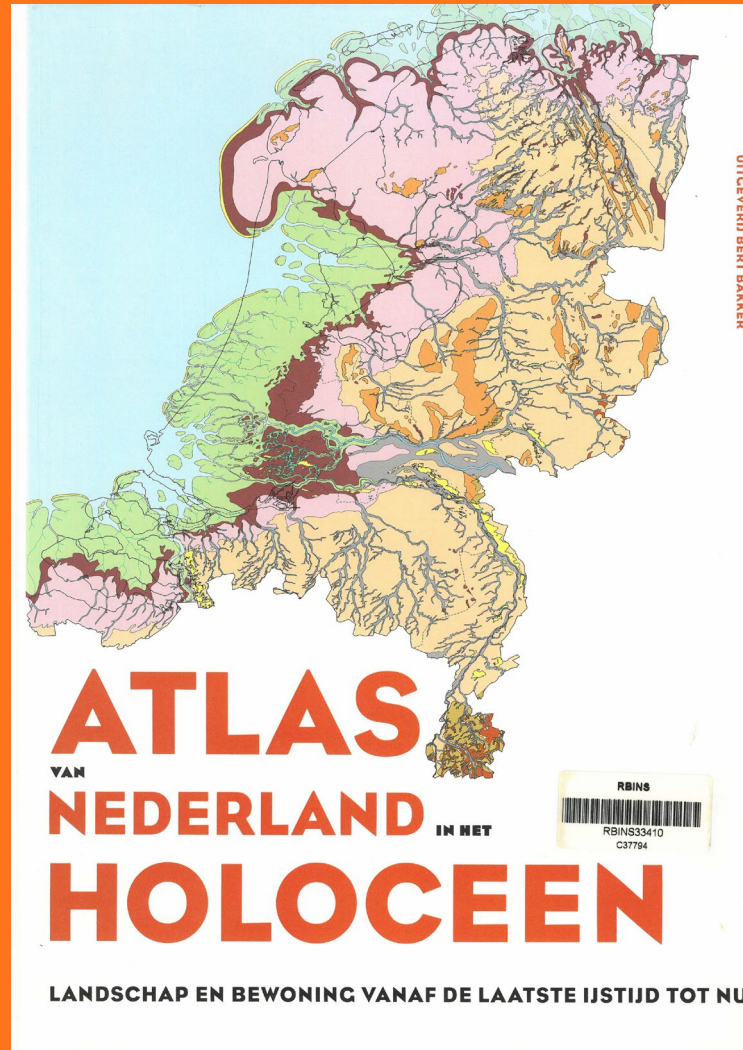 UITGEVERIJ BERT BAKKER
ATLAS
VAN
NEDERLAND IN HET
HOLOCEEN
RBINS
RBINS33410
C37794
LANDSCHAP EN BEWONING VANAF DE LAATSTE IJSTIJD TOT NU